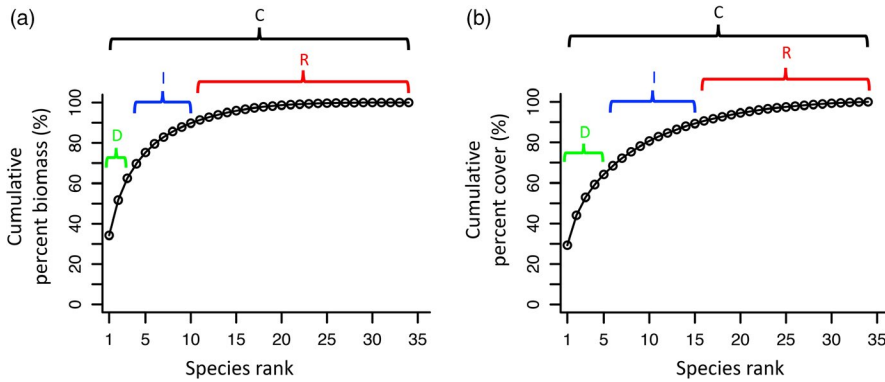 (a)
C
R
I
D
100
80
60
40
20
0
Cumulative
percent biomass (%)
1 5 10 15 20 25 30 35
Species rank
(b)
C
R
I
D
100
80
60
40
20
0
Cumulative
percent cover (%)
1 5 10 15 20 25 30 35
Species rank